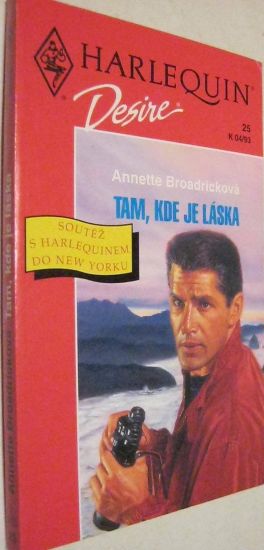 HARLEQUIN®
Desire®
25
K 04/93
Annette Broadricková
TAM, KDE JE LÁSKA
SOUTĚŽ
S HARLEQUINEM
DO NEW YORKU
Annette Broadricková Tam, kde je láska